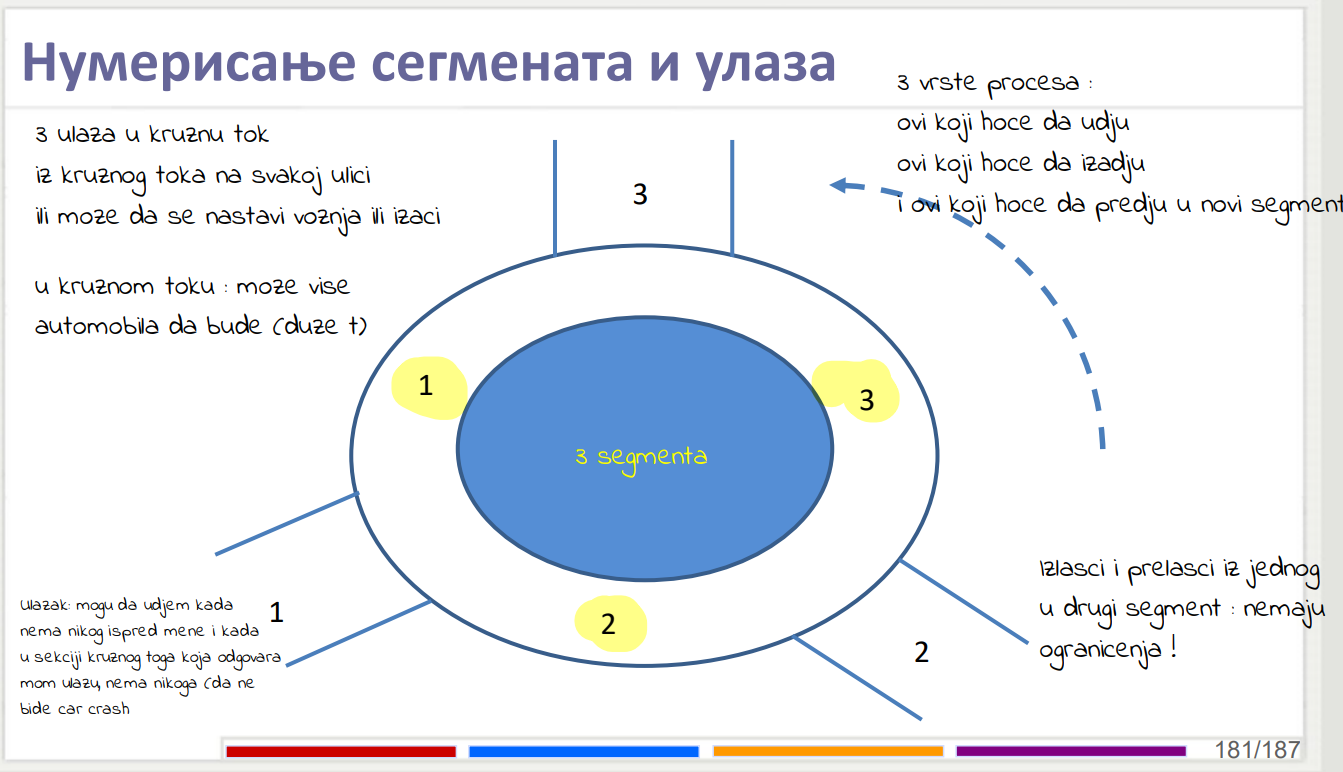 Нумерисање сегмената и улаза
3 ulaza u kruznu tok
iz kruznog toka na svakoj ulici
ili moze da se nastavi voznja ili izaci
u kruznom toku : moze vise
automobila da bude (duze t)
3 vrste procesa :
ovi koji hoce da udju
ovi koji hoce da izadju
i ovi koji hoce da predju u novi segment
3
1
3
3 segmenta
2
1
2
Ulazak: mogu da udjem kada
nema nikog ispred mene i kada
u sekciji kruznog toga koja odgovara
mom ulazu, nema nikoga (da ne
bide car crash
Izlasci i prelasci iz jednog
u drugi segment : nemaju
ogranicenja !
181/187